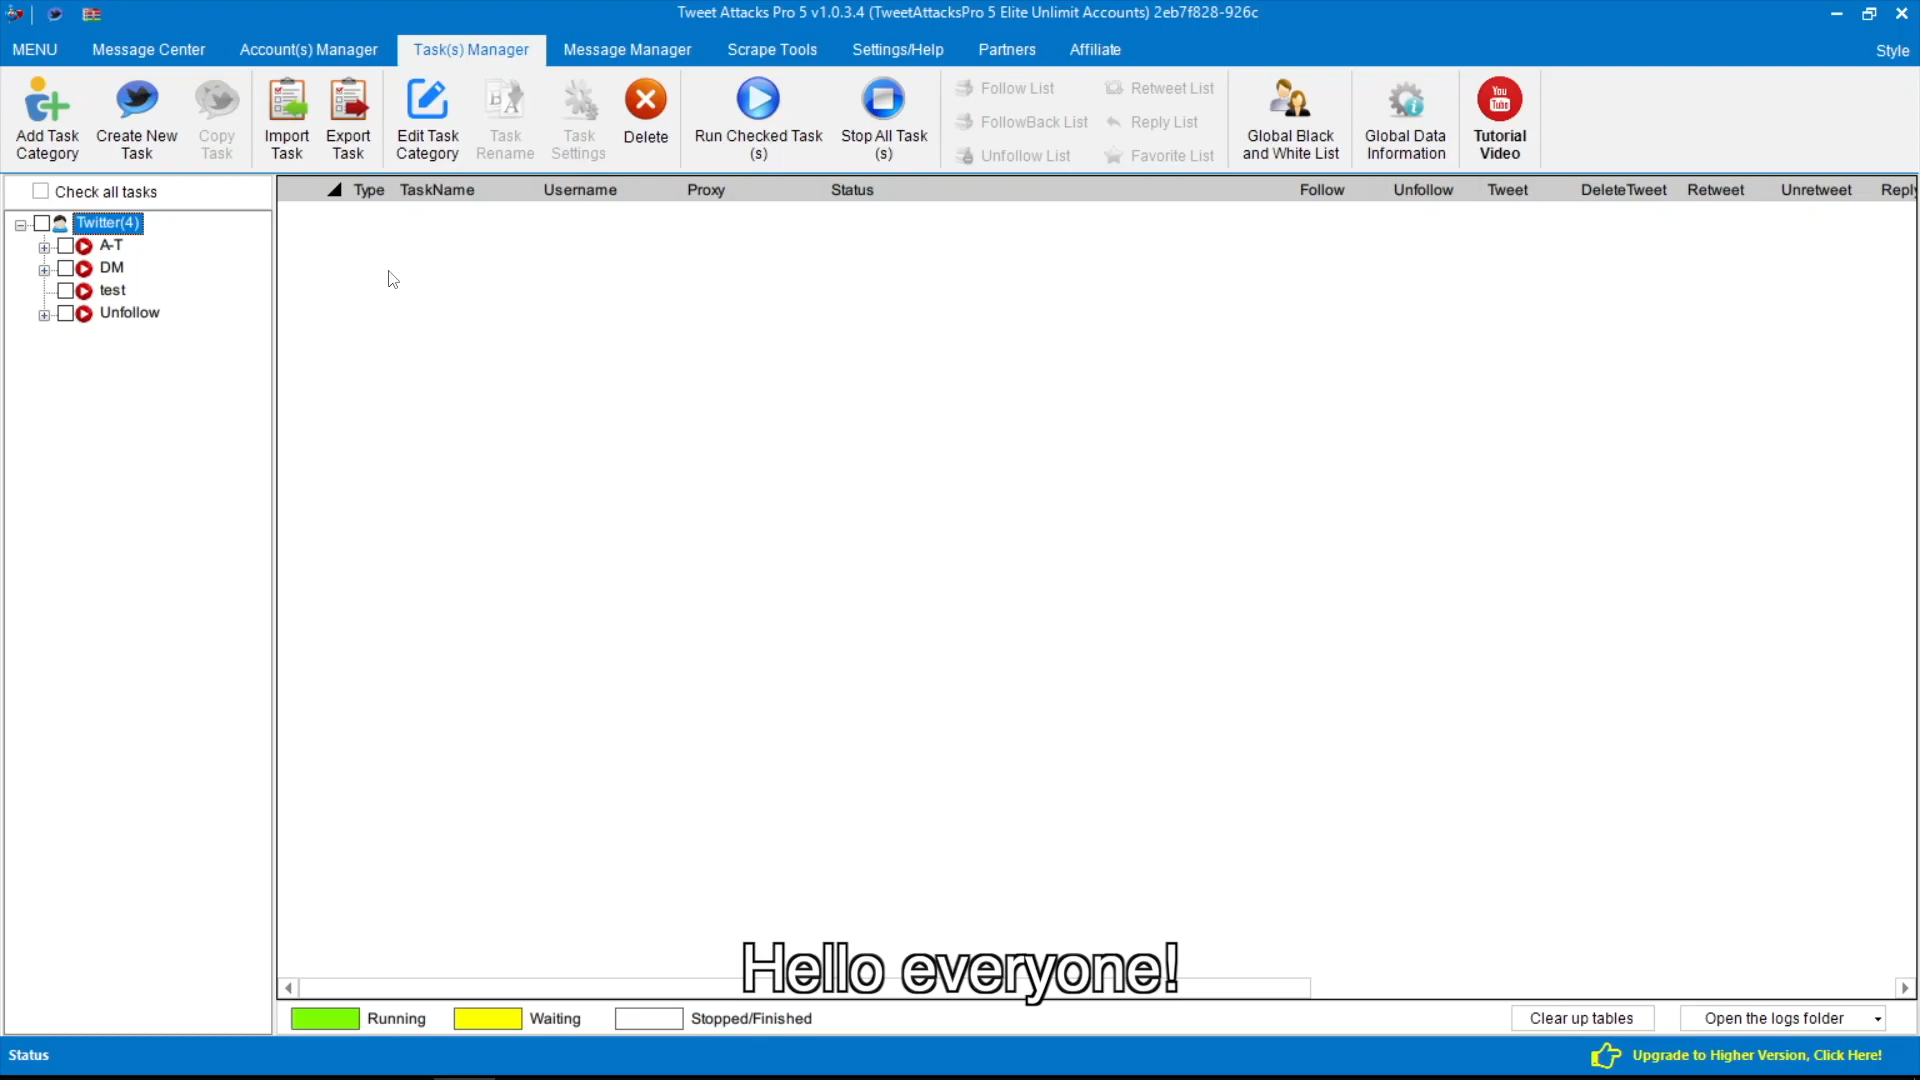 Tweet Attacks Pro 5 v1.0.3.4 (TweetAttacksPro 5 Elite Unlimit Accounts) 2eb7f828-926c
MENU Message Center Account(s) Manager Task(s) Manager Message Manager Scrape Tools Settings/Help Partners Affiliate Style
Add Task Category
Create New Task
Copy Task
Import Task
Export Task
Edit Task Category
Task Rename
Task Settings
Delete
Run Checked Task (s)
Stop All Task (s)
Follow List
FollowBack List
Unfollow List
Retweet List
Reply List
Favorite List
Global Black and White List
Global Data Information
You Tube
Tutorial Video
Check all tasks
Type TaskName Username Proxy Status Follow Unfollow Tweet DeleteTweet Retweet Unretweet Reply
Twitter(4)
A-T
DM
test
Unfollow
Hello everyone!
Running Waiting Stopped/Finished Clear up tables Open the logs folder
Status Upgrade to Higher Version, Click Here!